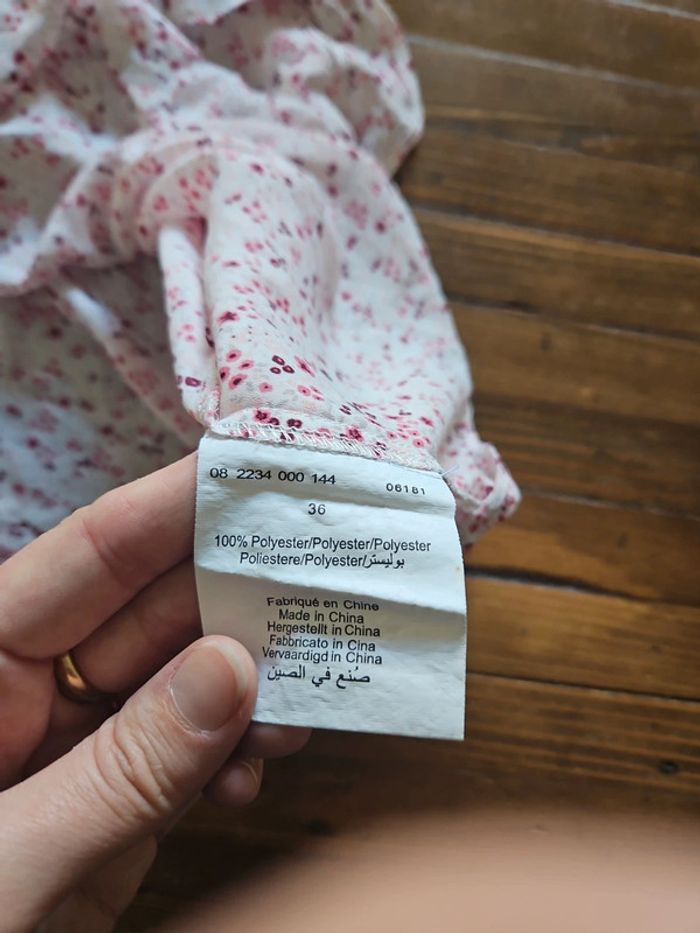 08 2234 000 144 06181
36
100% Polyester/Polyester/Polyester
Poliestere/Polyester/بوليستر
Fabriqué en Chine
Made in China
Hergestellt in China
Fabbricato in Cina
Vervaardigd in China
صُنع في الصين